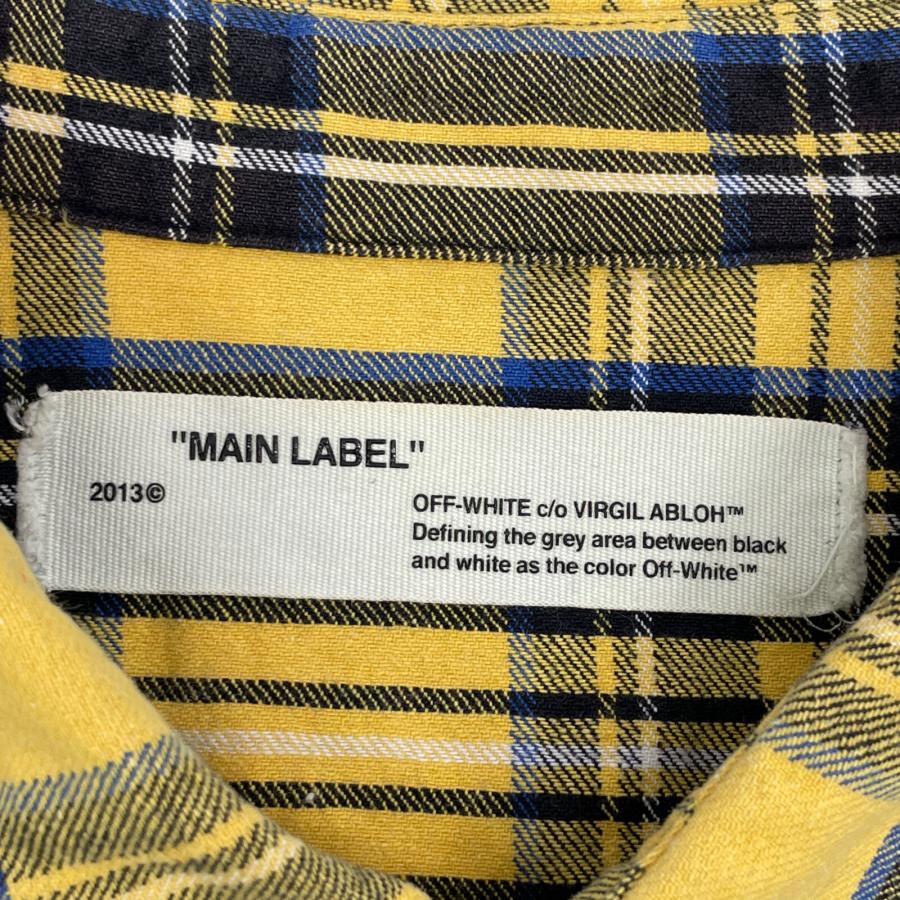 "MAIN LABEL"
2013©
OFF-WHITE c/o VIRGIL ABLOH™
Defining the grey area between black
and white as the color Off-White™